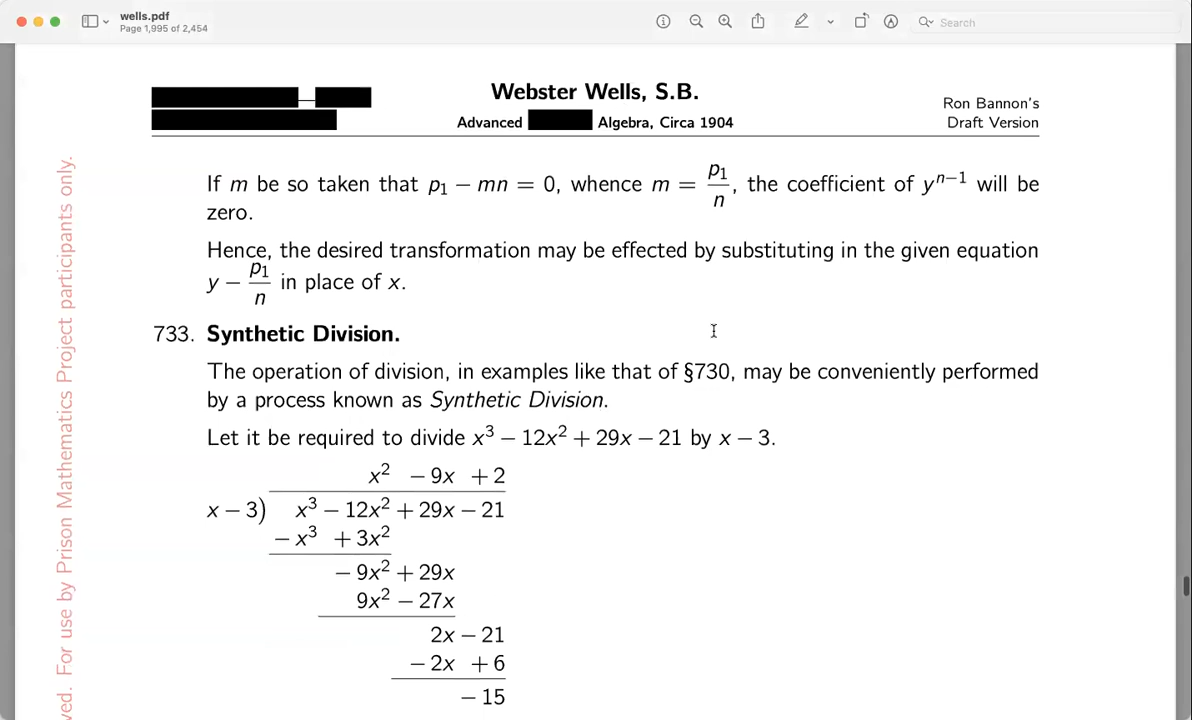 wells.pdf
Page 1,995 of 2,454
Search
Webster Wells, S.B.
Advanced Algebra, Circa 1904
Ron Bannon's
Draft Version
If m be so taken that p₁ − mn = 0, whence m = p₁/n, the coefficient of yⁿ⁻¹ will be
zero.
Hence, the desired transformation may be effected by substituting in the given equation
y − p₁/n in place of x.
733. Synthetic Division.
The operation of division, in examples like that of §730, may be conveniently performed
by a process known as Synthetic Division.
Let it be required to divide x³ − 12x² + 29x − 21 by x − 3.
x² − 9x + 2
x − 3) x³ − 12x² + 29x − 21
− x³ + 3x²
− 9x² + 29x
9x² − 27x
2x − 21
− 2x + 6
− 15
ved. For use by Prison Mathematics Project participants only.